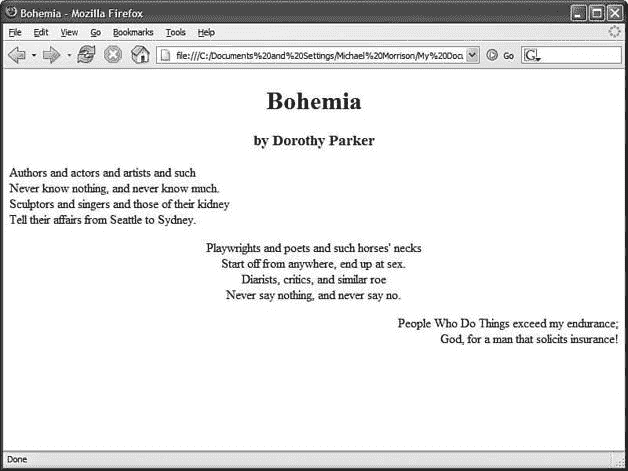 Bohemia - Mozilla Firefox
File Edit View Go Bookmarks Tools Help
file:///C:/Documents%20and%20Settings/Michael%20Morrison/My%20Docu Go G
Bohemia
by Dorothy Parker
Authors and actors and artists and such
Never know nothing, and never know much.
Sculptors and singers and those of their kidney
Tell their affairs from Seattle to Sydney.
Playwrights and poets and such horses' necks
Start off from anywhere, end up at sex.
Diarists, critics, and similar roe
Never say nothing, and never say no.
People Who Do Things exceed my endurance;
God, for a man that solicits insurance!
Done